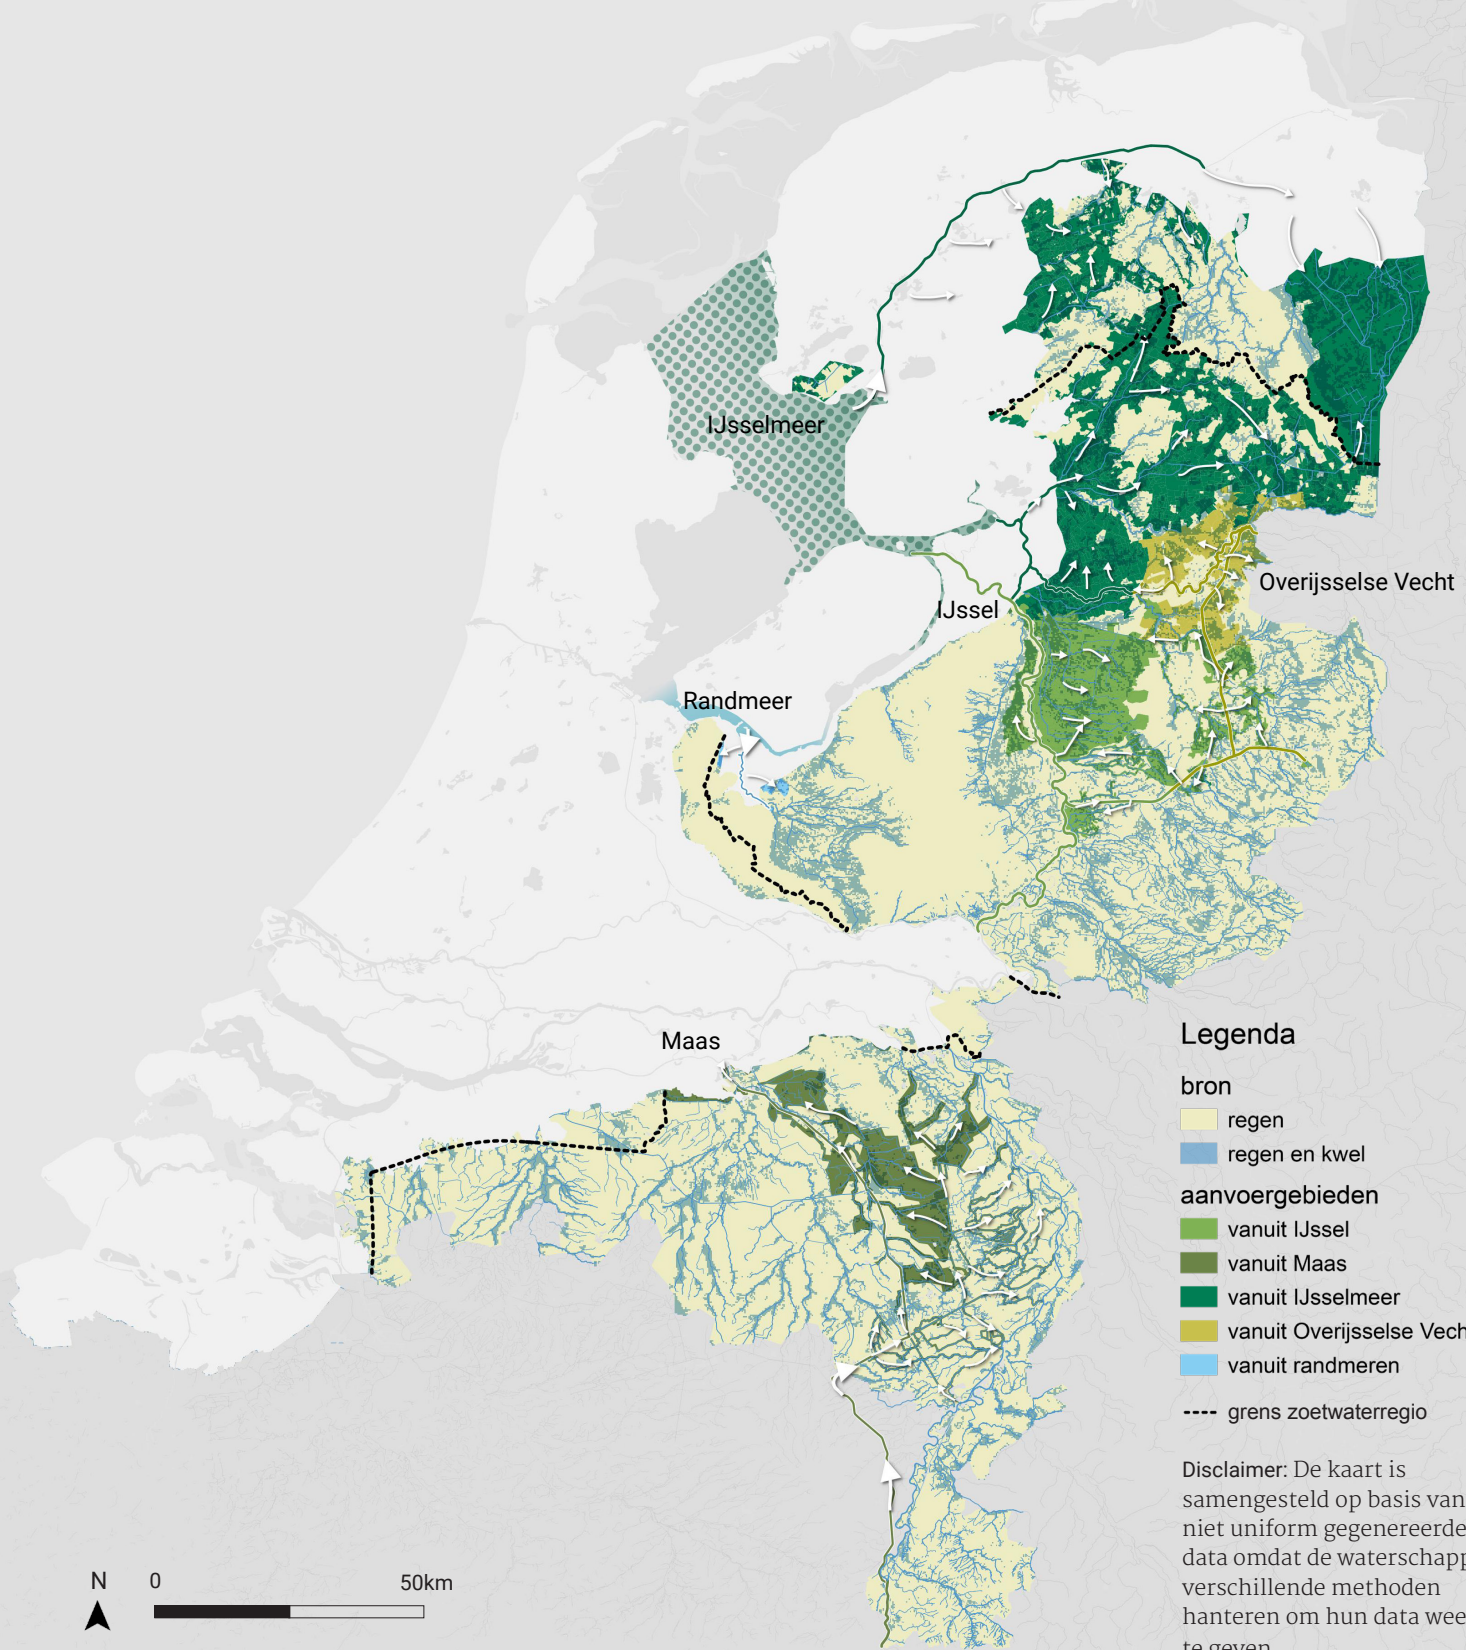 IJsselmeer
Overijsselse Vecht
IJssel
Randmeer
Maas
Legenda
bron
regen
regen en kwel
aanvoergebieden
vanuit IJssel
vanuit Maas
vanuit IJsselmeer
vanuit Overijsselse Vech
vanuit randmeren
grens zoetwaterregio
Disclaimer: De kaart is
samengesteld op basis van
niet uniform gegenereerde
data omdat de waterschapp
verschillende methoden
hanteren om hun data wee
te geven
N 0 50km